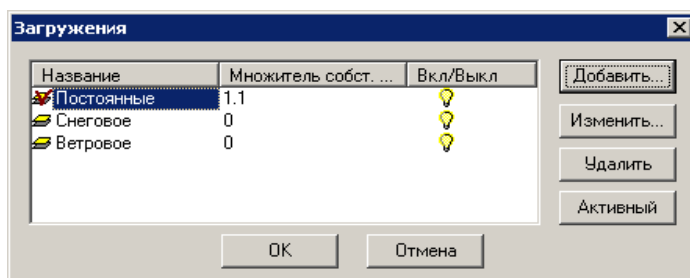 Загружения
Название Множитель собст. ... Вкл/Выкл
Постоянные 1.1
Снеговое 0
Ветровое 0
Добавить...
Изменить...
Удалить
Активный
OK Отмена